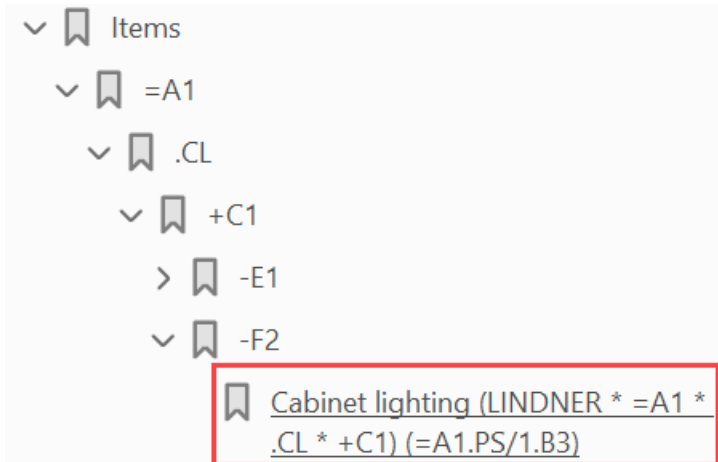 Items
=A1
.CL
+C1
-E1
-F2
Cabinet lighting (LINDNER * =A1 *
.CL * +C1) (=A1.PS/1.B3)